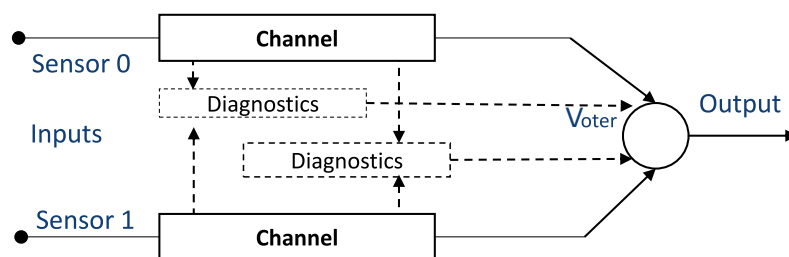 Channel
Sensor 0
Diagnostics
Output
Voter
Inputs
Diagnostics
Sensor 1
Channel